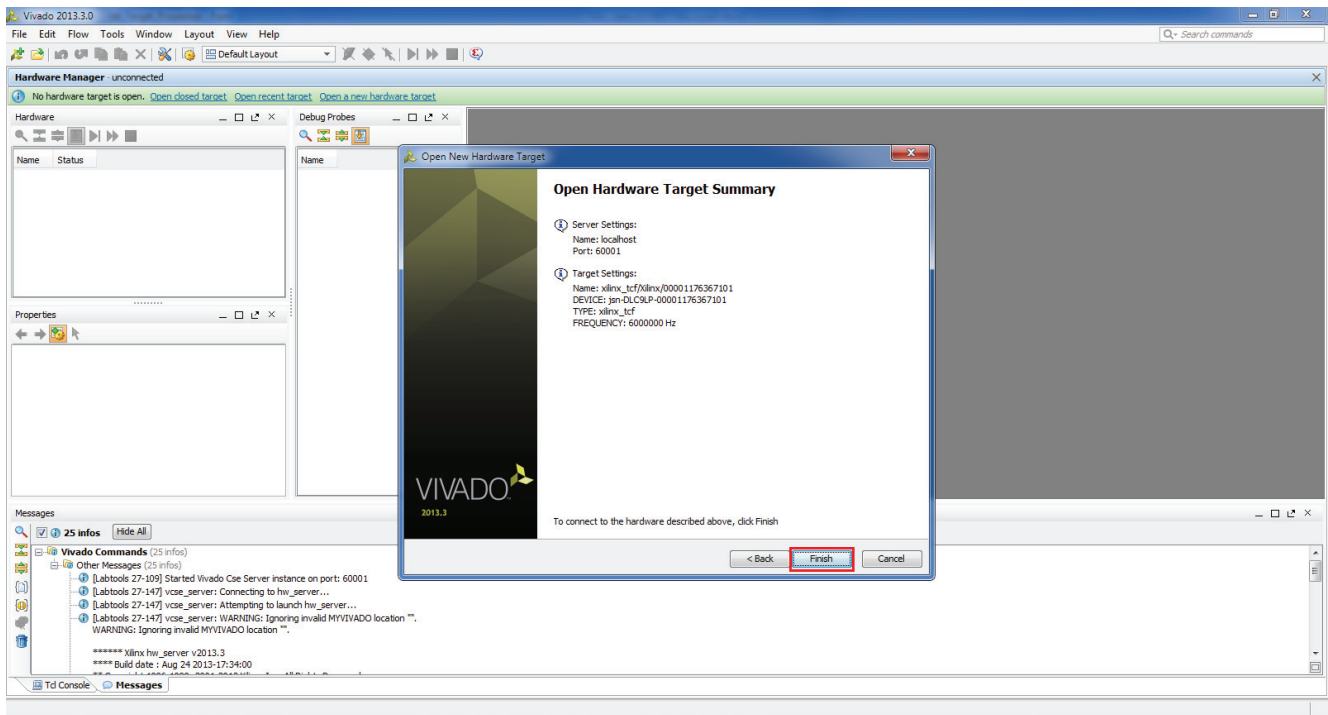 Vivado 2013.3.0
File Edit Flow Tools Window Layout View Help
Search commands
Default Layout
Hardware Manager - unconnected
No hardware target is open. Open closed target Open recent target Open a new hardware target
Hardware
Debug Probes
Name Status
Name
Open New Hardware Target
Open Hardware Target Summary
Server Settings:
Name: localhost
Port: 60001
Target Settings:
Name: xilinx_tcf/Xilinx/00001176367101
DEVICE: jsn-DLC9LP-00001176367101
TYPE: xilinx_tcf
FREQUENCY: 6000000 Hz
VIVADO
2013.3
To connect to the hardware described above, click Finish
< Back Finish Cancel
Properties
Messages
25 infos Hide All
Vivado Commands (25 infos)
Other Messages (25 infos)
[Labtools 27-109] Started Vivado Cse Server instance on port: 60001
[Labtools 27-147] vcse_server: Connecting to hw_server...
[Labtools 27-147] vcse_server: Attempting to launch hw_server...
[Labtools 27-147] vcse_server: WARNING: Ignoring invalid MYVIVADO location "".
WARNING: Ignoring invalid MYVIVADO location "".
****** Xilinx hw_server v2013.3
**** Build date : Aug 24 2013-17:34:00
Tcl Console Messages